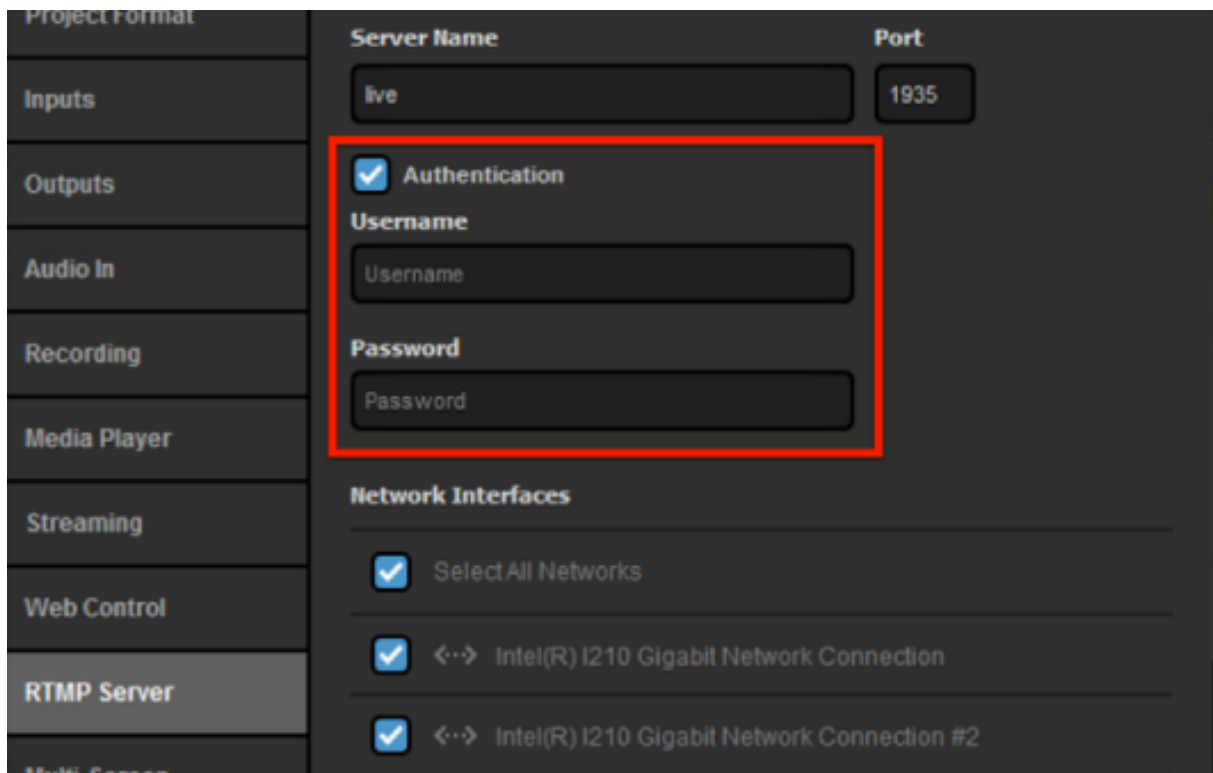 Project Format
Inputs
Outputs
Audio In
Recording
Media Player
Streaming
Web Control
RTMP Server
Multi-Screen
Server Name
Port
live
1935
Authentication
Username
Username
Password
Password
Network Interfaces
Select All Networks
Intel(R) I210 Gigabit Network Connection
Intel(R) I210 Gigabit Network Connection #2